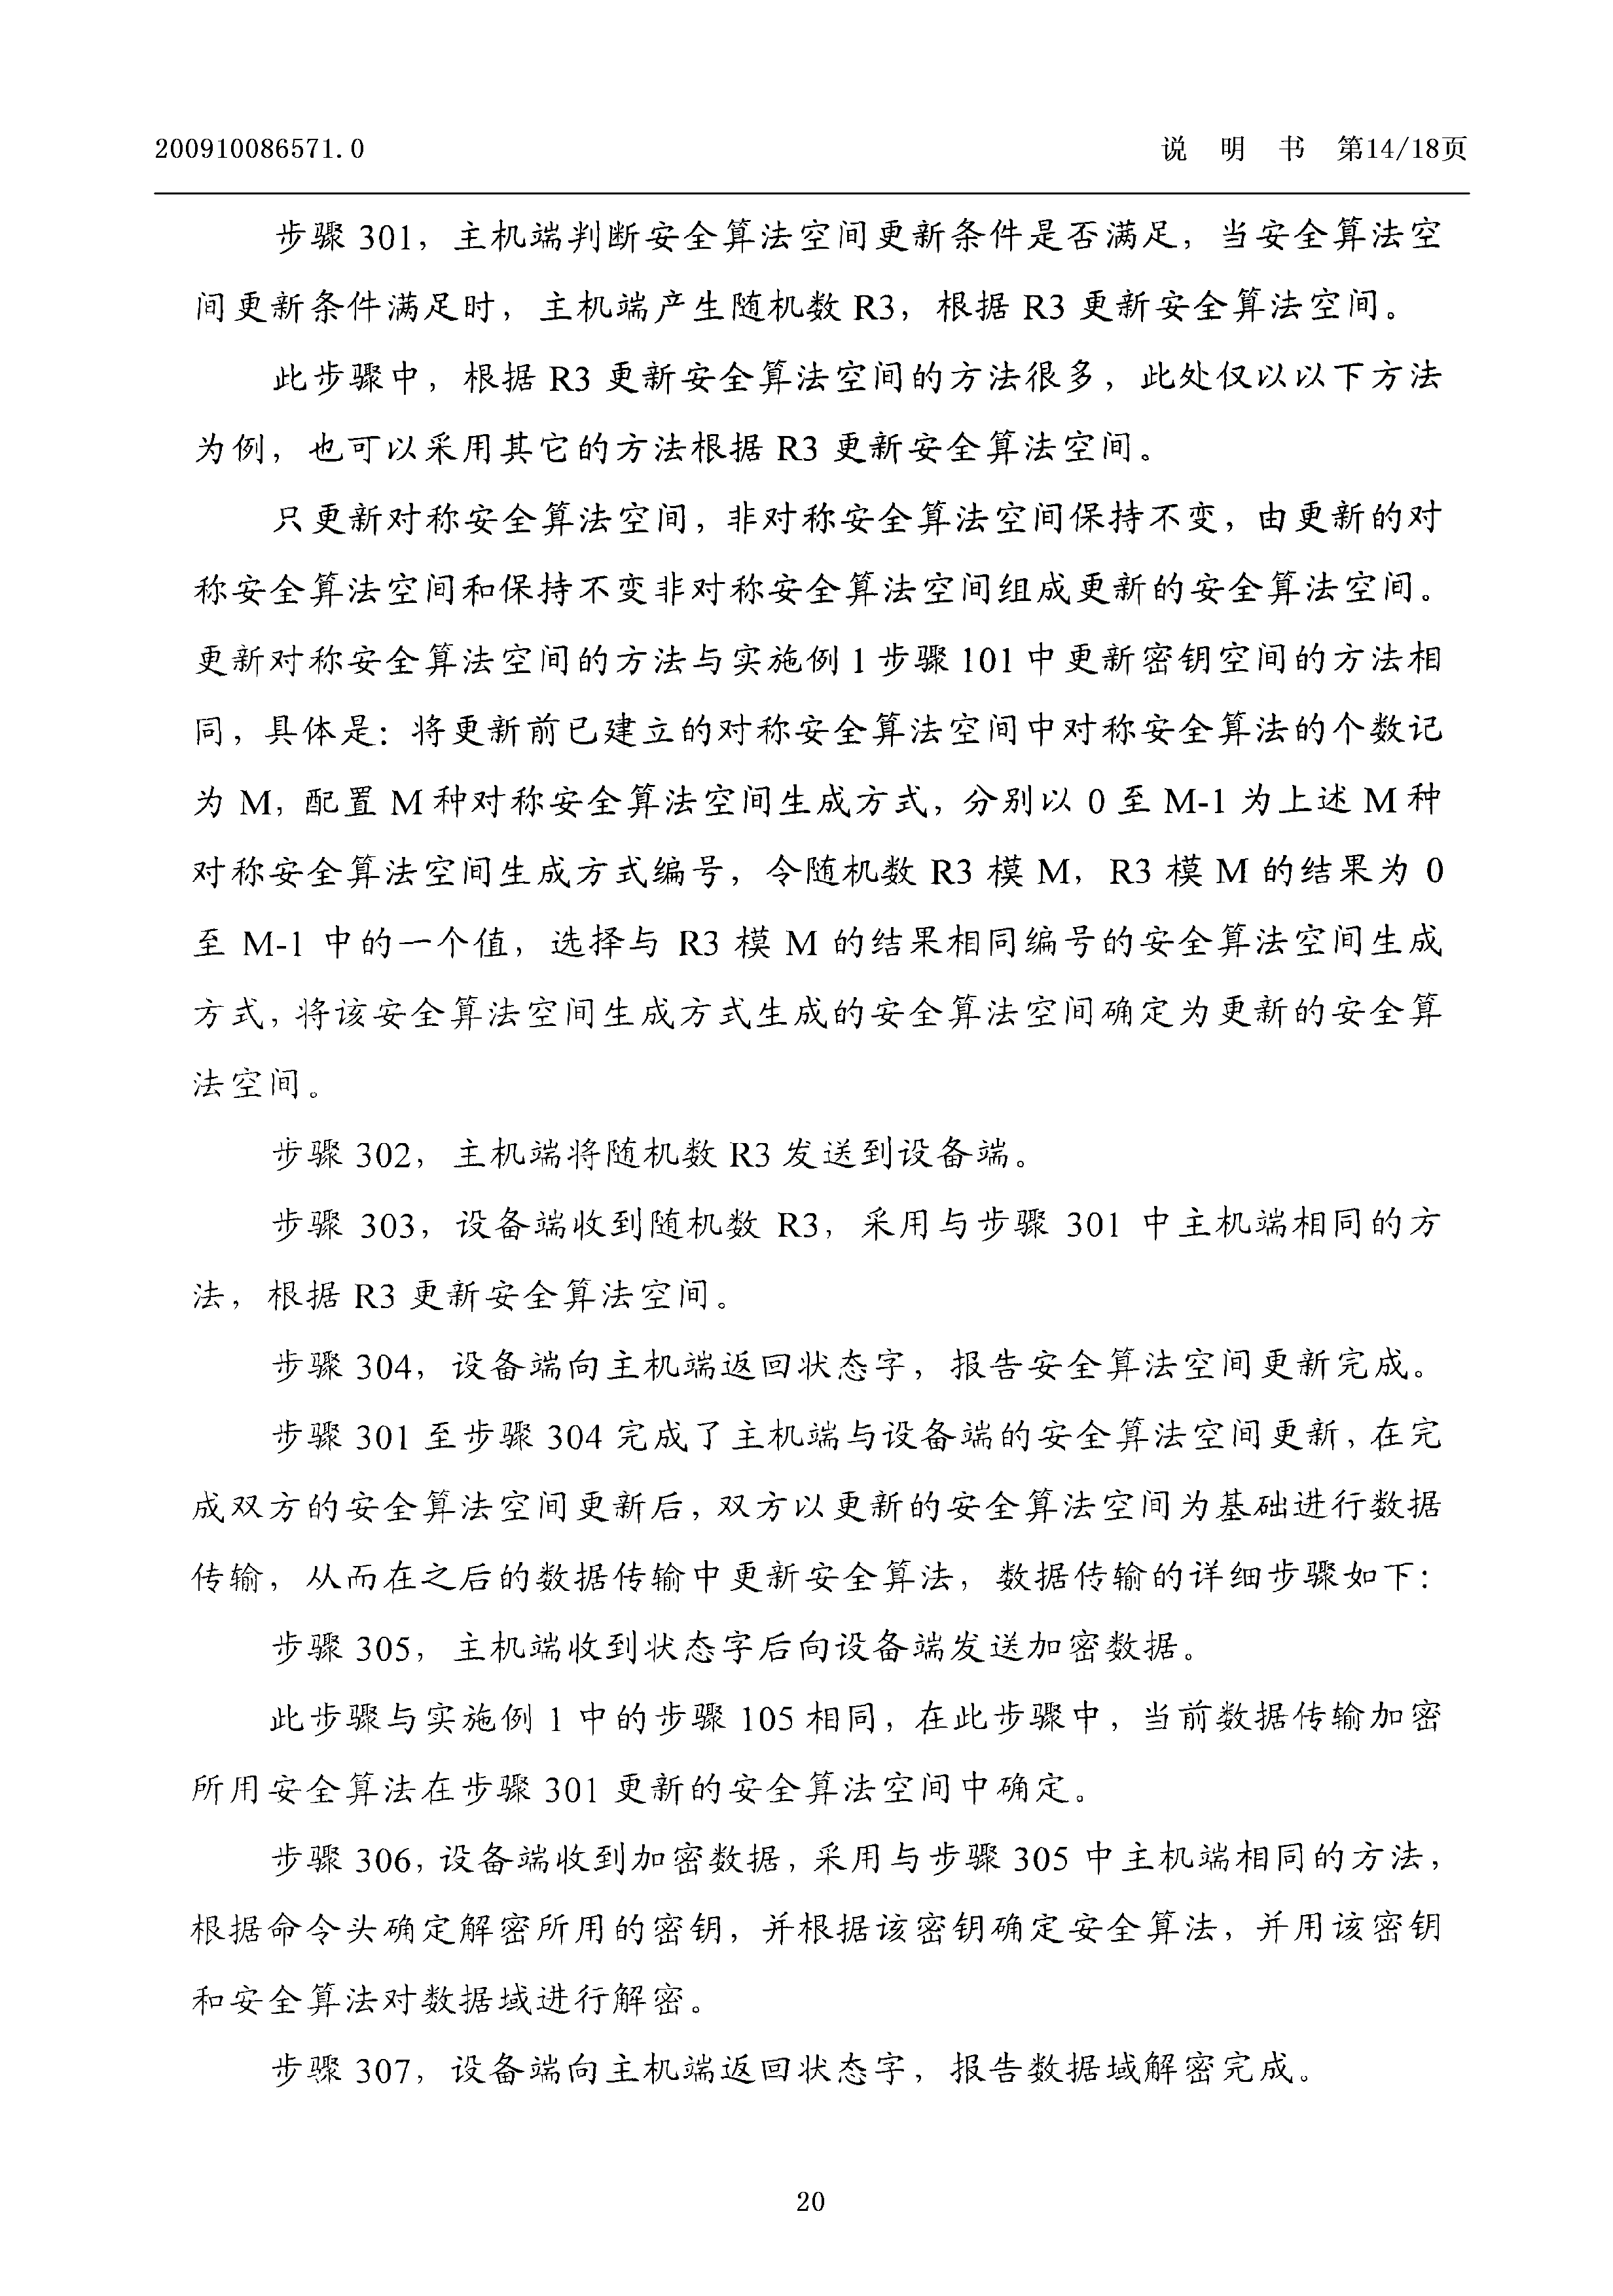 200910086571.0
说 明 书 第14/18页
步骤 301，主机端判断安全算法空间更新条件是否满足，当安全算法空
间更新条件满足时，主机端产生随机数 R3，根据 R3 更新安全算法空间。
此步骤中，根据 R3 更新安全算法空间的方法很多，此处仅以以下方法
为例，也可以采用其它的方法根据 R3 更新安全算法空间。
只更新对称安全算法空间，非对称安全算法空间保持不变，由更新的对
称安全算法空间和保持不变非对称安全算法空间组成更新的安全算法空间。
更新对称安全算法空间的方法与实施例 1 步骤 101 中更新密钥空间的方法相
同，具体是：将更新前已建立的对称安全算法空间中对称安全算法的个数记
为 M，配置 M 种对称安全算法空间生成方式，分别以 0 至 M-1 为上述 M 种
对称安全算法空间生成方式编号，令随机数 R3 模 M，R3 模 M 的结果为 0
至 M-1 中的一个值，选择与 R3 模 M 的结果相同编号的安全算法空间生成
方式，将该安全算法空间生成方式生成的安全算法空间确定为更新的安全算
法空间。
步骤 302，主机端将随机数 R3 发送到设备端。
步骤 303，设备端收到随机数 R3，采用与步骤 301 中主机端相同的方
法，根据 R3 更新安全算法空间。
步骤 304，设备端向主机端返回状态字，报告安全算法空间更新完成。
步骤 301 至步骤 304 完成了主机端与设备端的安全算法空间更新，在完
成双方的安全算法空间更新后，双方以更新的安全算法空间为基础进行数据
传输，从而在之后的数据传输中更新安全算法，数据传输的详细步骤如下：
步骤 305，主机端收到状态字后向设备端发送加密数据。
此步骤与实施例 1 中的步骤 105 相同，在此步骤中，当前数据传输加密
所用安全算法在步骤 301 更新的安全算法空间中确定。
步骤 306，设备端收到加密数据，采用与步骤 305 中主机端相同的方法，
根据命令头确定解密所用的密钥，并根据该密钥确定安全算法，并用该密钥
和安全算法对数据域进行解密。
步骤 307，设备端向主机端返回状态字，报告数据域解密完成。
20